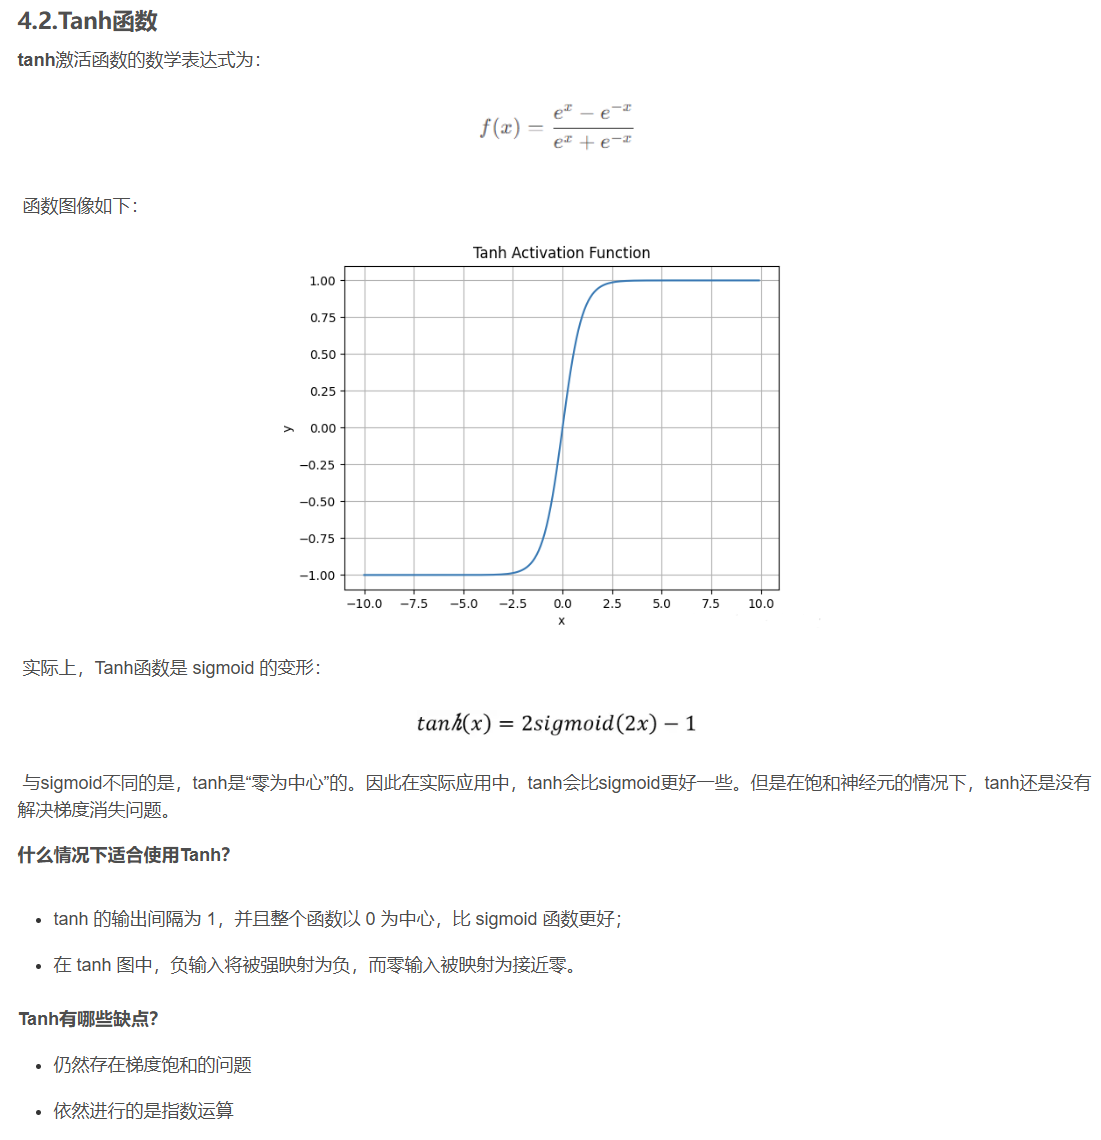 4.2.Tanh函数
tanh激活函数的数学表达式为：
f(x) = \frac{e^x - e^{-x}}{e^x + e^{-x}}
函数图像如下：
Tanh Activation Function
1.00
0.75
0.50
0.25
0.00
−0.25
−0.50
−0.75
−1.00
y
−10.0 −7.5 −5.0 −2.5 0.0 2.5 5.0 7.5 10.0
x
实际上，Tanh函数是 sigmoid 的变形：
tanh(x) = 2sigmoid(2x) − 1
与sigmoid不同的是，tanh是“零为中心”的。因此在实际应用中，tanh会比sigmoid更好一些。但是在饱和神经元的情况下，tanh还是没有
解决梯度消失问题。
什么情况下适合使用Tanh？
• tanh 的输出间隔为 1，并且整个函数以 0 为中心，比 sigmoid 函数更好；
• 在 tanh 图中，负输入将被强映射为负，而零输入被映射为接近零。
Tanh有哪些缺点？
• 仍然存在梯度饱和的问题
• 依然进行的是指数运算